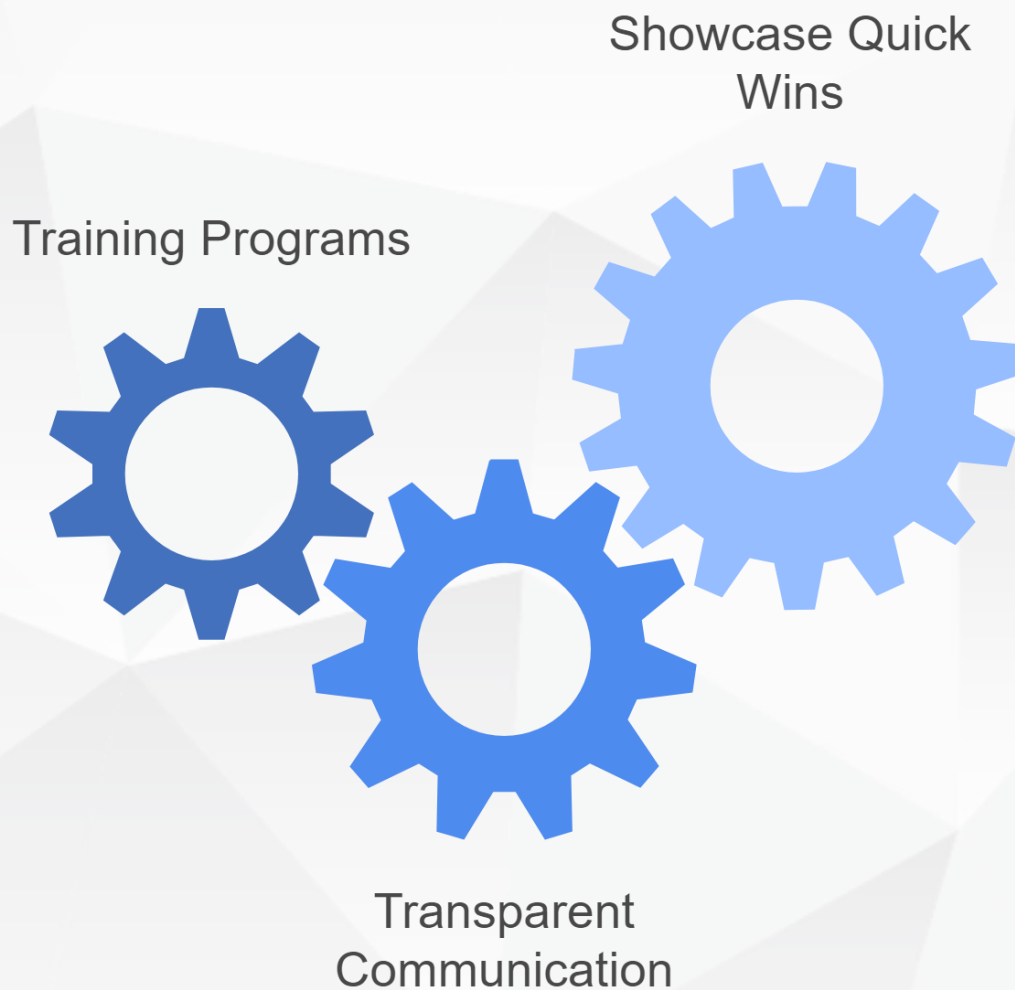 Showcase Quick
Wins
Training Programs
Transparent
Communication